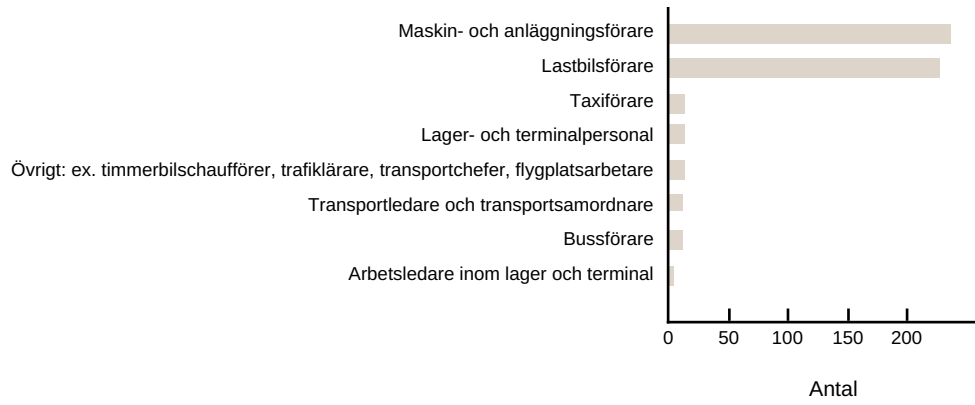 Maskin- och anläggningsförare
Lastbilsförare
Taxiförare
Lager- och terminalpersonal
Övrigt: ex. timmerbilschaufförer, trafiklärare, transportchefer, flygplatsarbetare
Transportledare och transportsamordnare
Bussförare
Arbetsledare inom lager och terminal
0 50 100 150 200
Antal